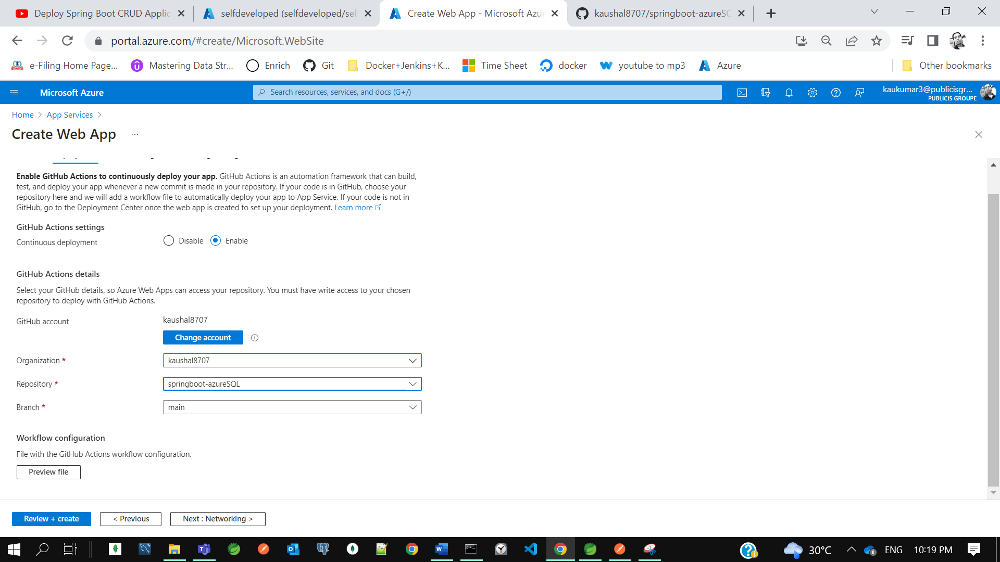 Deploy Spring Boot CRUD Applic
selfdeveloped (selfdeveloped/self
Create Web App - Microsoft Azur
kaushal8707/springboot-azureSC
portal.azure.com/#create/Microsoft.WebSite
e-Filing Home Page...
Mastering Data Str...
Enrich
Git
Docker+Jenkins+K...
Time Sheet
docker
youtube to mp3
Azure
Other bookmarks
Microsoft Azure
Search resources, services, and docs (G+/)
kaukumar3@publicisgr...
PUBLICIS GROUPE
Home > App Services >
Create Web App ...
Enable GitHub Actions to continuously deploy your app. GitHub Actions is an automation framework that can build,
test, and deploy your app whenever a new commit is made in your repository. If your code is in GitHub, choose your
repository here and we will add a workflow file to automatically deploy your app to App Service. If your code is not in
GitHub, go to the Deployment Center once the web app is created to set up your deployment. Learn more
GitHub Actions settings
Continuous deployment
Disable
Enable
GitHub Actions details
Select your GitHub details, so Azure Web Apps can access your repository. You must have write access to your chosen
repository to deploy with GitHub Actions.
GitHub account
kaushal8707
Change account
Organization *
kaushal8707
Repository *
springboot-azureSQL
Branch *
main
Workflow configuration
File with the GitHub Actions workflow configuration.
Preview file
Review + create
< Previous
Next : Networking >
30°C
ENG
10:19 PM